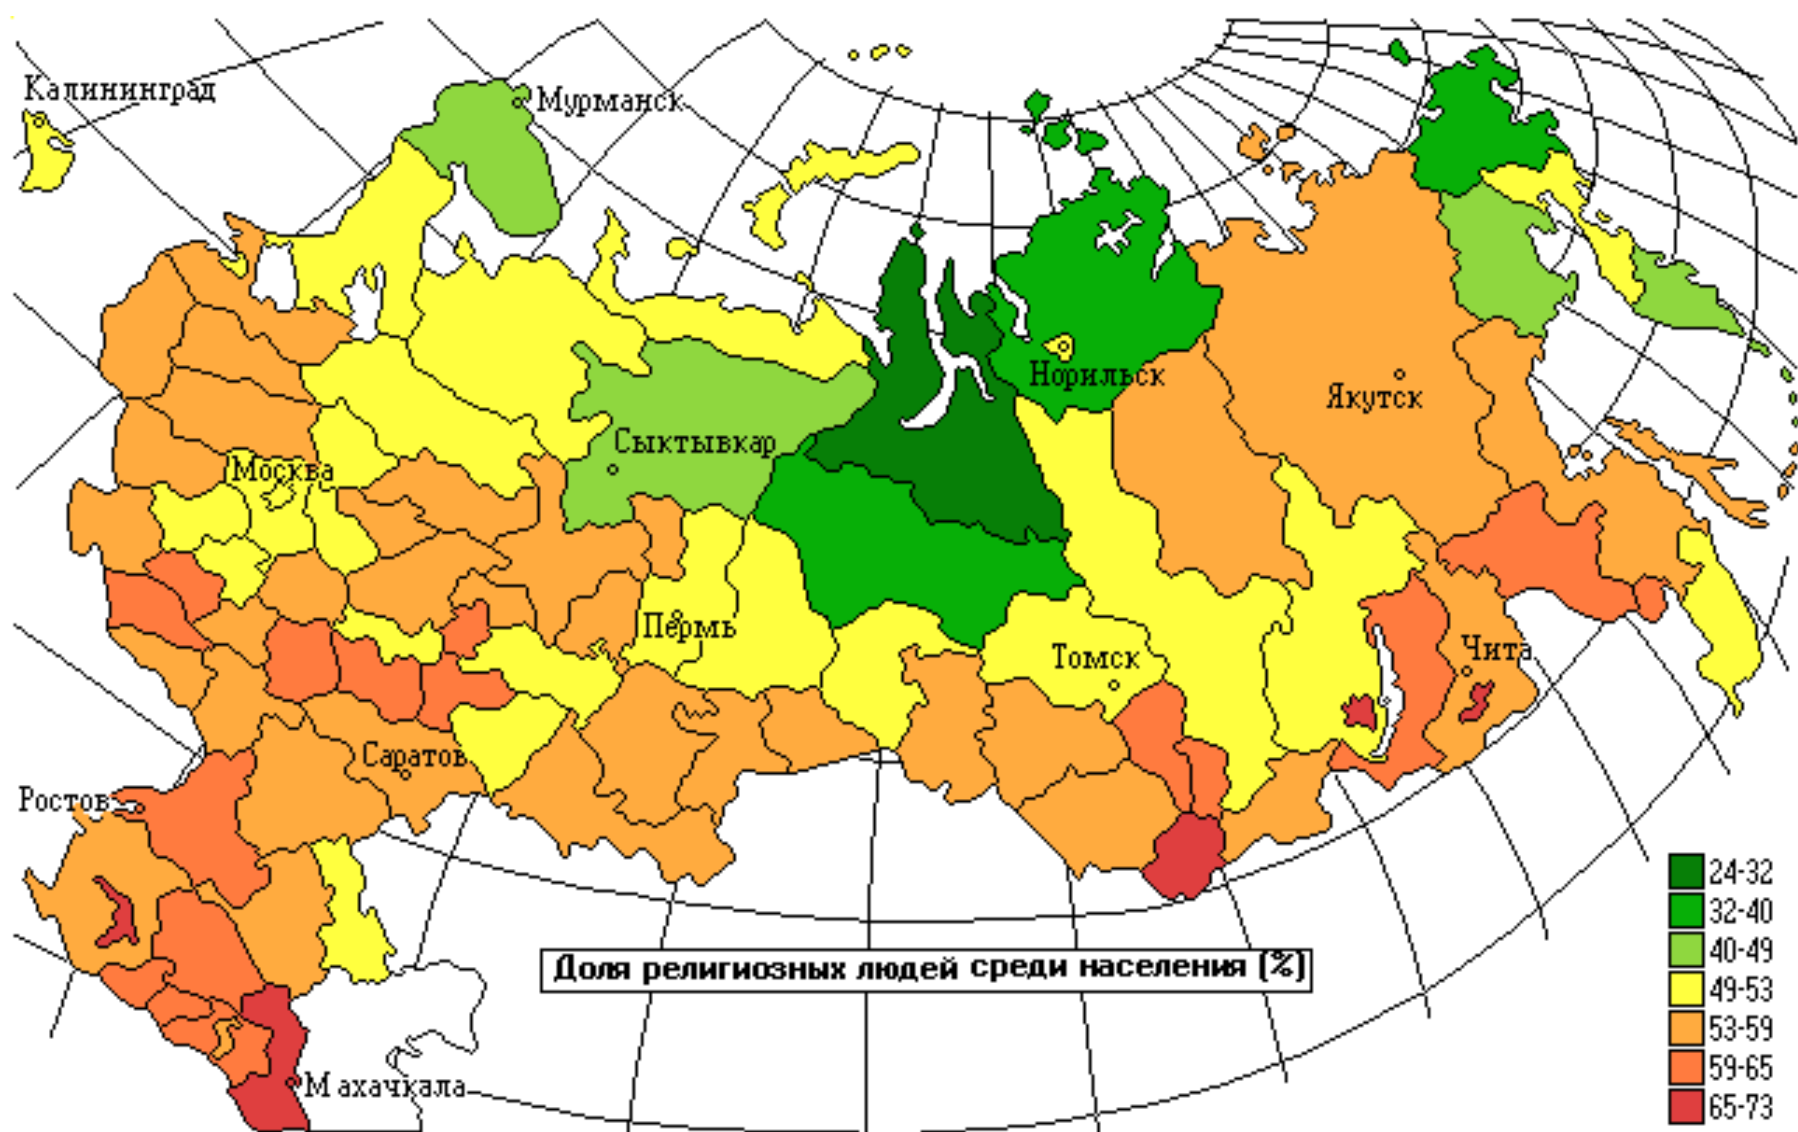 Калининград
Мурманск
Норильск
Якутск
Сыктывкар
Москва
Пермь
Томск
Чита
Саратов
Ростов
Доля религиозных людей среди населения (%)
Махачкала
24-32
32-40
40-49
49-53
53-59
59-65
65-73